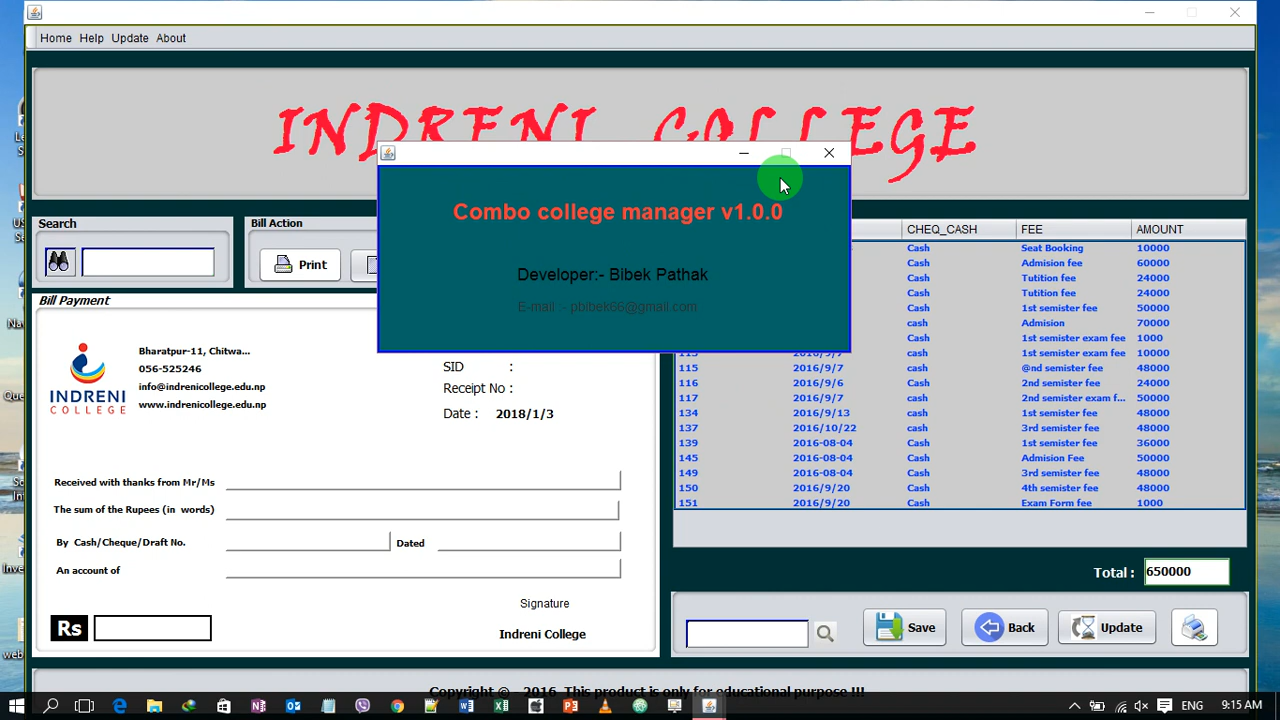 Home Help Update About
INDRENI COLLEGE
Combo college manager v1.0.0
Developer:- Bibek Pathak
E-mail :- pbibek66@gmail.com
Search
Bill Action
Print
Bill Payment
INDRENI
COLLEGE
Bharatpur-11, Chitwa...
056-525246
info@indrenicollege.edu.np
www.indrenicollege.edu.np
SID :
Receipt No :
Date : 2018/1/3
Received with thanks from Mr/Ms
The sum of the Rupees (in words)
By Cash/Cheque/Draft No. Dated
An account of
Signature
Rs
Indreni College
CHEQ_CASH FEE AMOUNT
Cash Seat Booking 10000
Cash Admision fee 60000
Cash Tutition fee 24000
Cash Tutition fee 24000
Cash 1st semester fee 50000
cash Admision 70000
Cash 1st semister exam fee 1000
cash 1st semister exam fee 10000
115 2016/9/7 cash @nd semister fee 48000
116 2016/9/6 cash 2nd semister fee 24000
117 2016/9/7 cash 2nd semister exam f... 50000
134 2016/9/13 cash 1st semister fee 48000
137 2016/10/22 cash 3rd semister fee 48000
139 2016-08-04 Cash 1st semister fee 36000
145 2016-08-04 Cash Admision Fee 50000
149 2016-08-04 Cash 3rd semister fee 48000
150 2016/9/20 Cash 4th semister fee 48000
151 2016/9/20 Cash Exam Form fee 1000
Total : 650000
Save Back Update
Copyright © 2016 This product is only for educational purpose !!!
ENG 9:15 AM